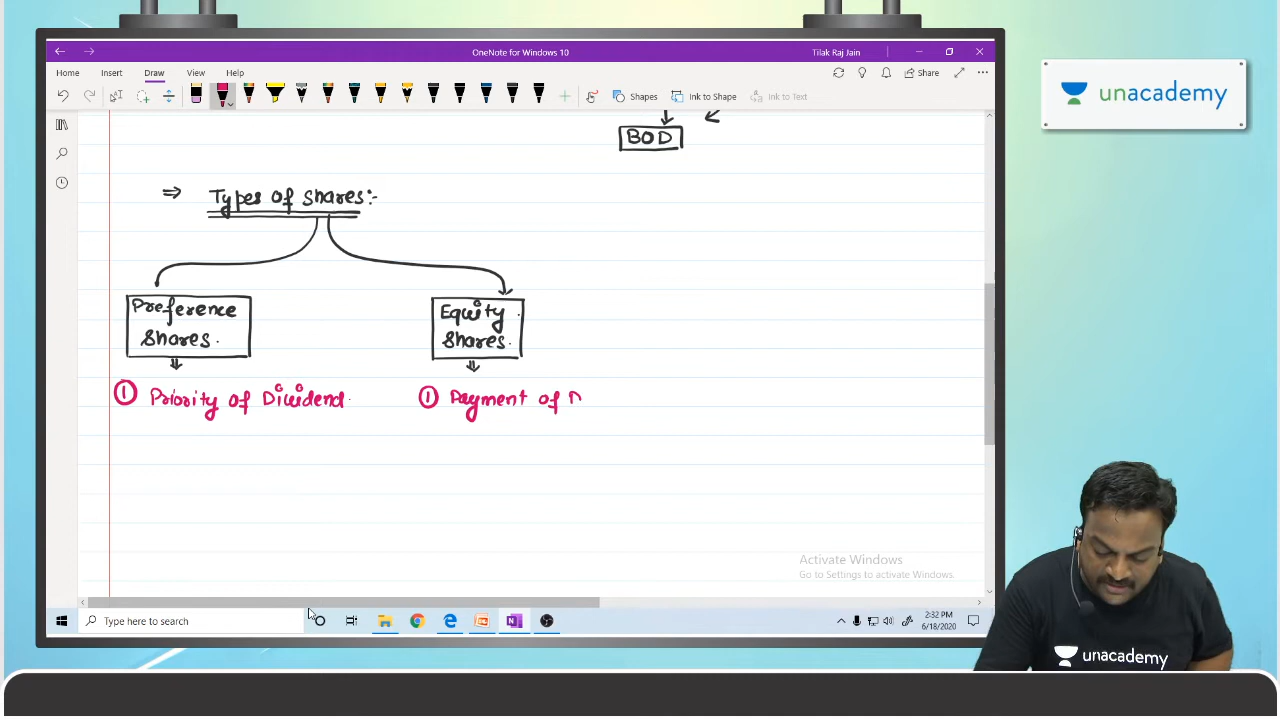 OneNote for Windows 10
Tilak Raj Jain
Home Insert Draw View Help
Share
Shapes
Ink to Shape
Ink to Text
unacademy
BOD
⇒ Types of shares:-
Preference
Shares.
Equity
Shares.
① Priority of Dividend.
① Payment of
Activate Windows
Go to Settings to activate Windows.
Type here to search
2:32 PM
6/18/2020
unacademy